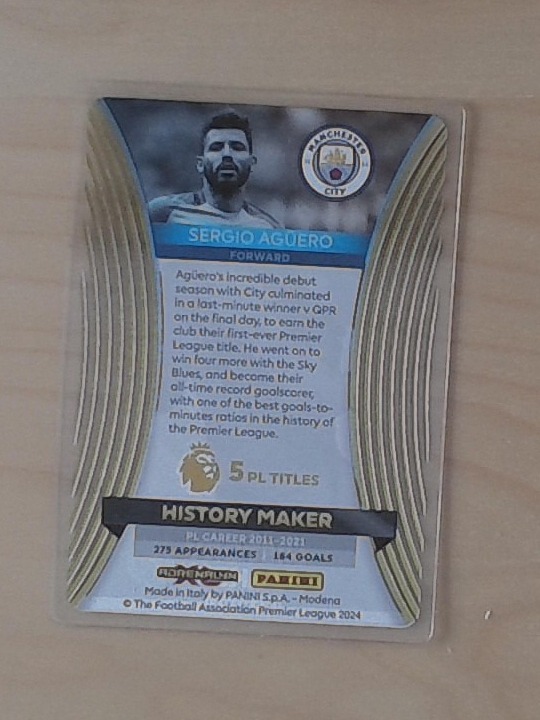 MANCHESTER
CITY
SERGIO AGÜERO
FORWARD
Agüero's incredible debut
season with City culminated
in a last-minute winner v QPR
on the final day, to earn the
club their first-ever Premier
League title. He went on to
win four more with the Sky
Blues, and become their
all-time record goalscorer,
with one of the best goals-to-
minutes ratios in the history of
the Premier League.
5 PL TITLES
HISTORY MAKER
PL CAREER 2011-2021
275 APPEARANCES 184 GOALS
ADRENALYN XL PANINI
Made in Italy by PANINI S.p.A. - Modena
© The Football Association Premier League 2024